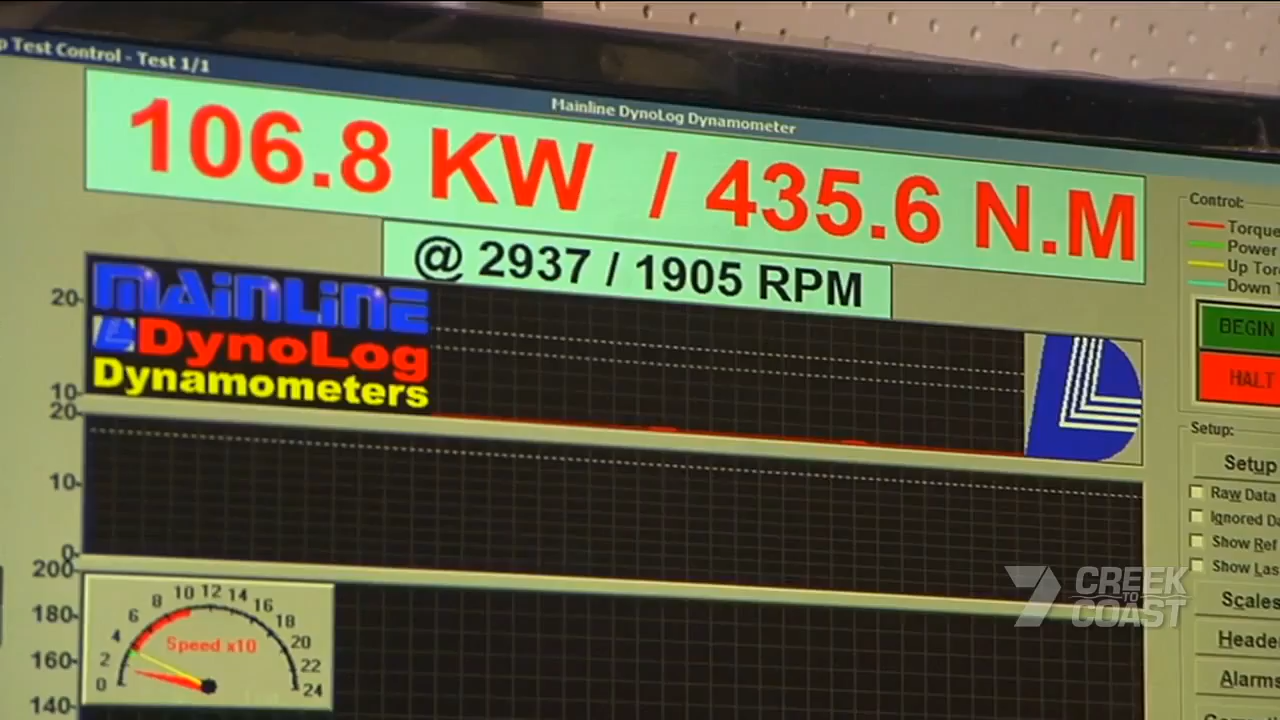 p Test Control - Test 1/1
Mainline DynoLog Dynamometer
106.8 KW / 435.6 N.M
@ 2937 / 1905 RPM
MAINLINE
DynoLog
Dynamometers
20
10
20
10
0
200
180
160
140
0 2 4 6 8 10 12 14 16 18 20 22 24
Speed x10
Control:
Torque
Power
Up Tor
Down T
BEGIN
HALT
Setup:
Setup
Raw Data
Ignored Da
Show Ref
Show Las
Scales
Heade
Alarms
7 CREEK
TO
COAST